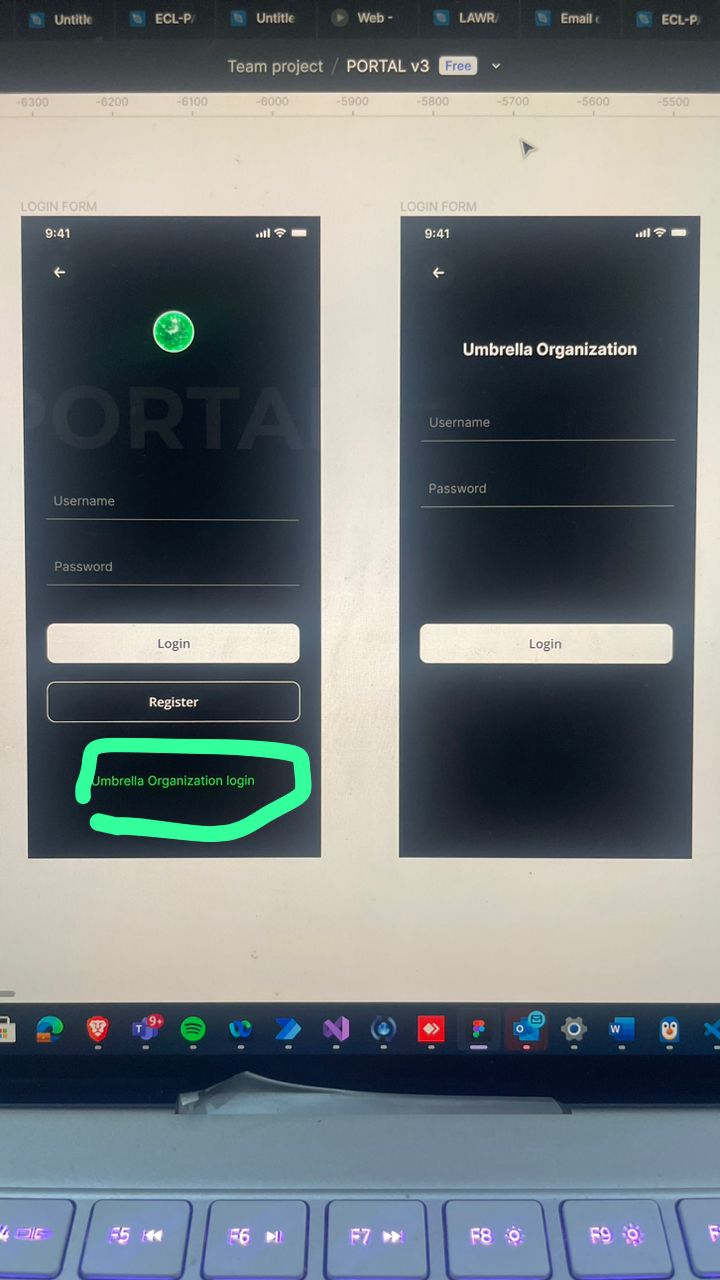 Untitle
ECL-P
Untitle
Web -
LAWR
Email
ECL-P
Team project / PORTAL v3 Free
-6300 -6200 -6100 -6000 -5900 -5800 -5700 -5600 -5500
LOGIN FORM
9:41
PORTAL
Username
Password
Login
Register
Umbrella Organization login
LOGIN FORM
9:41
Umbrella Organization
Username
Password
Login
9+
F5 F6 F7 F8 F9